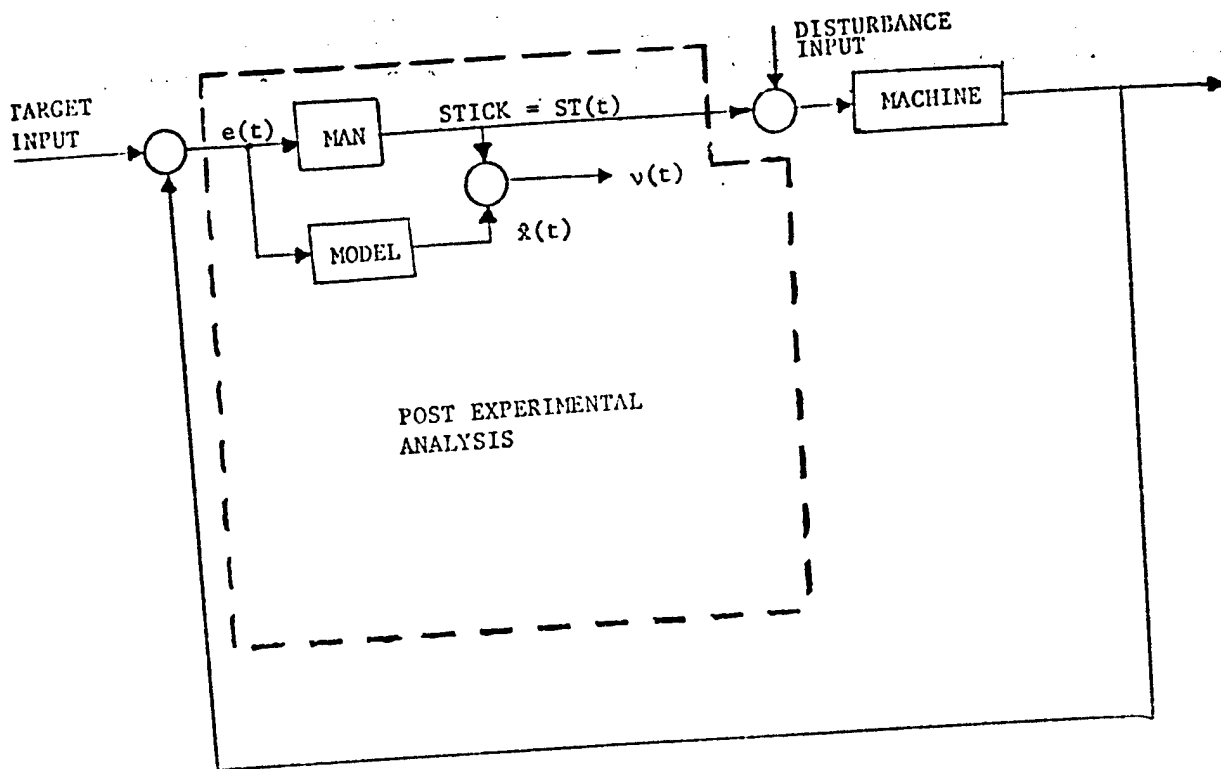 DISTURBANCE
INPUT
TARGET
INPUT
e(t)
MAN
STICK = ST(t)
MACHINE
ν(t)
MODEL
x̂(t)
POST EXPERIMENTAL
ANALYSIS